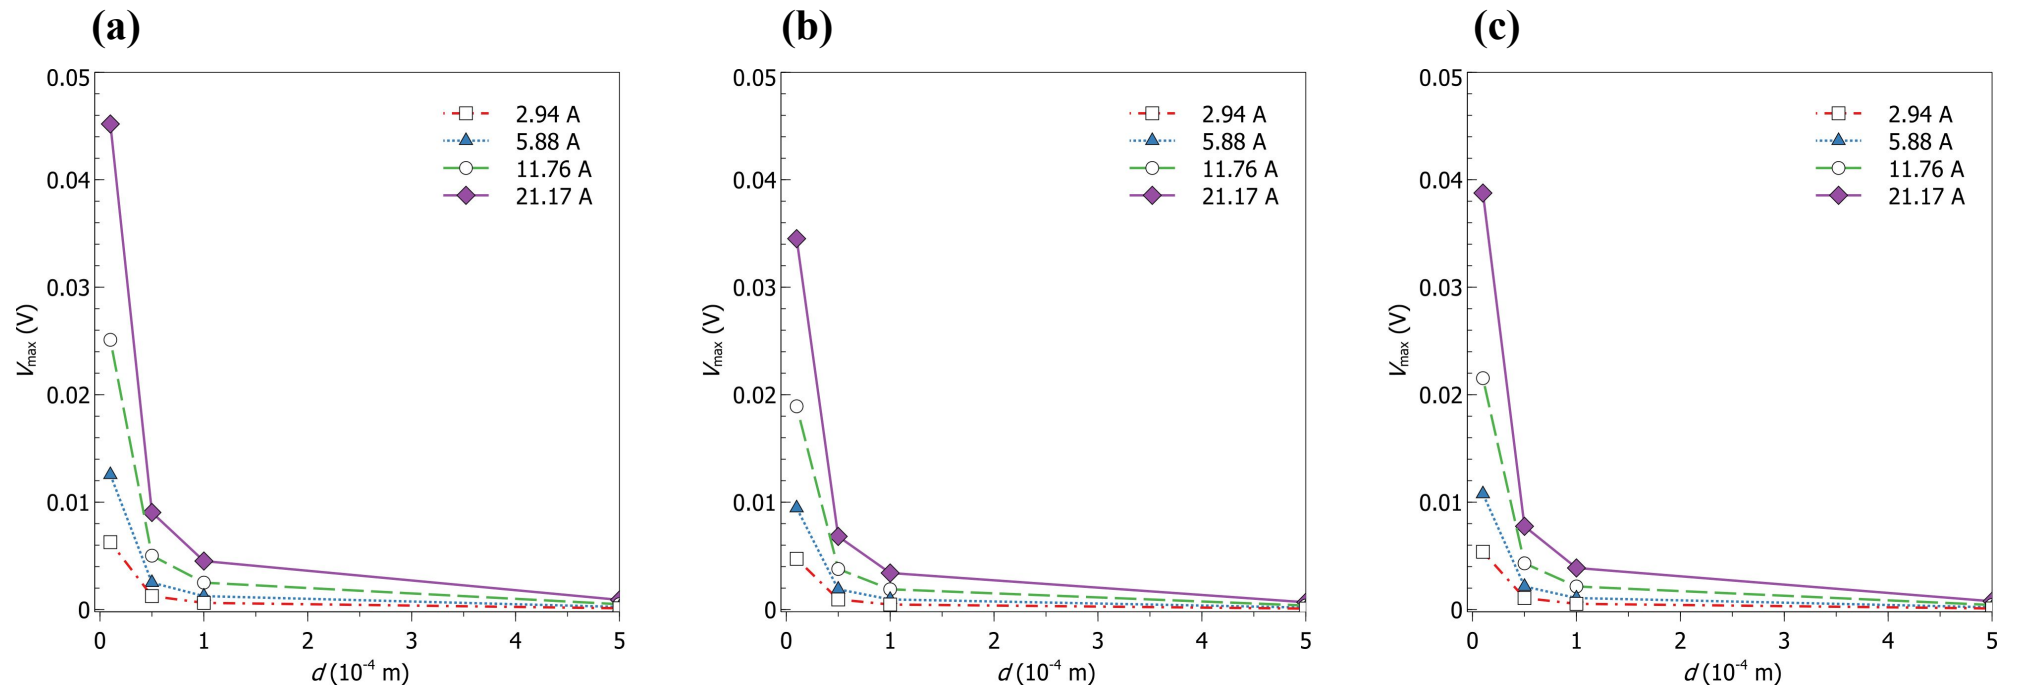 (a)
0.05
0.04
0.03
0.02
0.01
0
V_max (V)
2.94 A
5.88 A
11.76 A
21.17 A
0 1 2 3 4 5
d (10^-4 m)
(b)
0.05
0.04
0.03
0.02
0.01
0
V_max (V)
2.94 A
5.88 A
11.76 A
21.17 A
0 1 2 3 4 5
d (10^-4 m)
(c)
0.05
0.04
0.03
0.02
0.01
0
V_max (V)
2.94 A
5.88 A
11.76 A
21.17 A
0 1 2 3 4 5
d (10^-4 m)